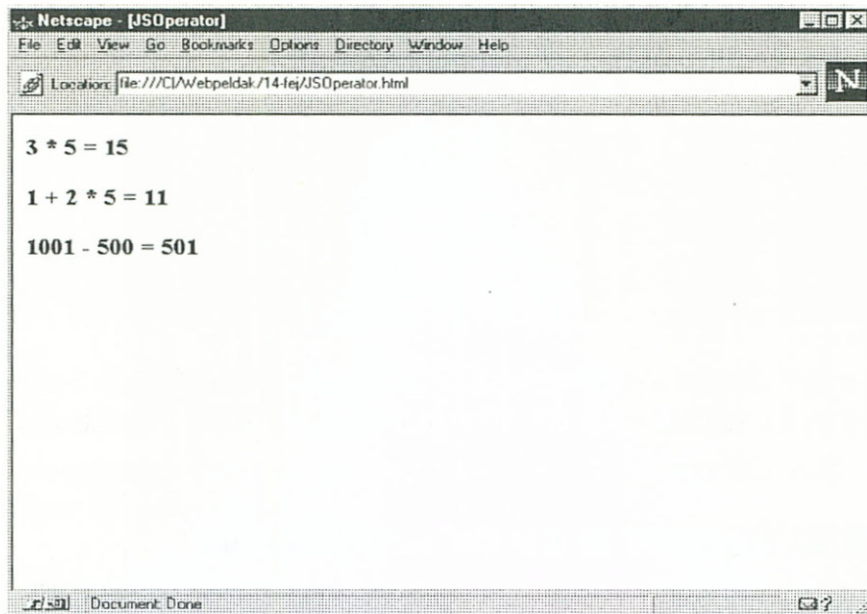 Netscape - [JSOperator]
File Edit View Go Bookmarks Options Directory Window Help
Location: file:///C|/Webpeldak/14-fej/JSOperator.html
N
3 * 5 = 15
1 + 2 * 5 = 11
1001 - 500 = 501
Document: Done
?